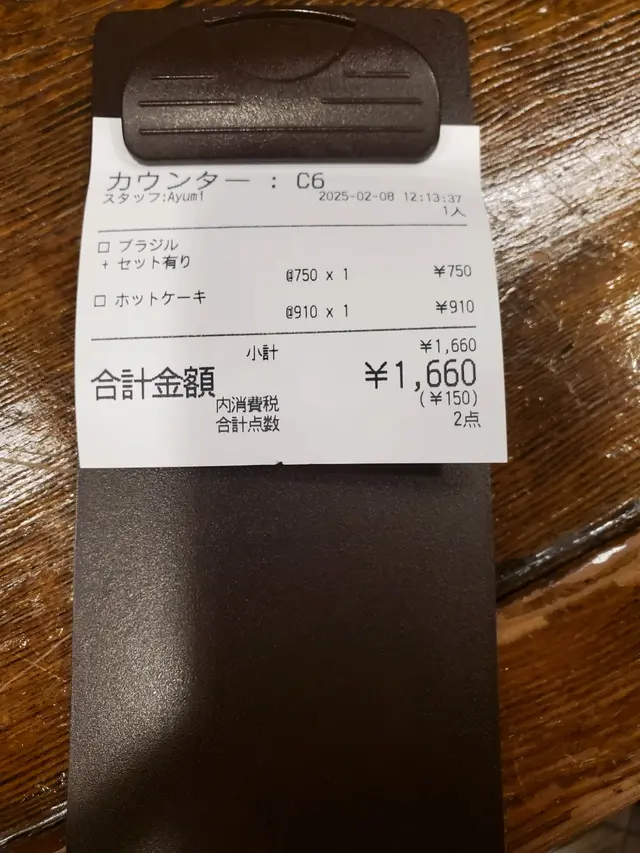 カウンター : C6
スタッフ:Ayumi 2025-02-08 12:13:37
1人
□ ブラジル
+ セット有り
@750 x 1 ¥750
□ ホットケーキ
@910 x 1 ¥910
小計 ¥1,660
合計金額 ¥1,660
内消費税 (¥150)
合計点数 2点